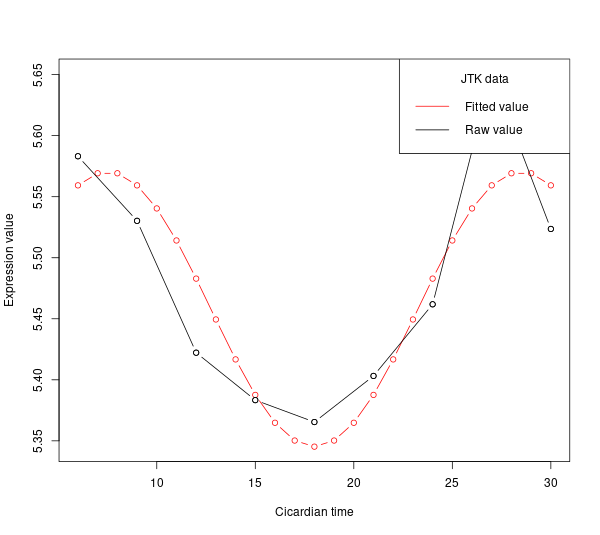 JTK data
Fitted value
Raw value
Expression value
5.65
5.60
5.55
5.50
5.45
5.40
5.35
10 15 20 25 30
Cicardian time